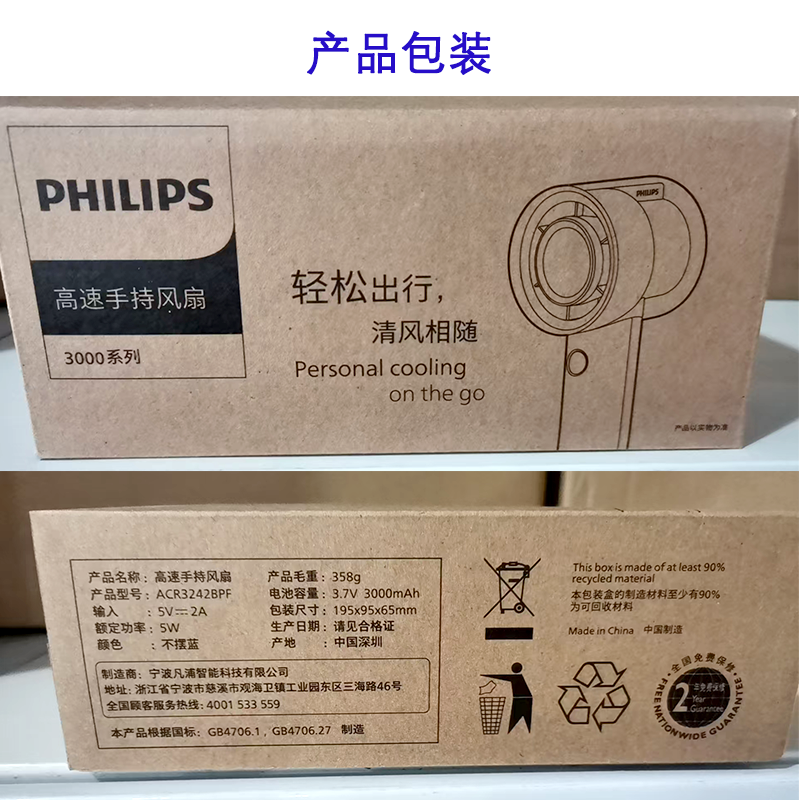 产品包装
PHILIPS
高速手持风扇
3000系列
轻松出行，
清风相随
Personal cooling
on the go
PHILIPS
产品以实物为准
产品名称：高速手持风扇
产品型号：ACR3242BPF
输入：5V⎓2A
额定功率：5W
颜色：不摆蓝
产品毛重：358g
电池容量：3.7V 3000mAh
包装尺寸：195x95x65mm
生产日期：请见合格证
产地：中国深圳
制造商：宁波凡浦智能科技有限公司
地址：浙江省宁波市慈溪市观海卫镇工业园东区三海路46号
全国顾客服务热线：4001 533 559
本产品根据国标：GB4706.1，GB4706.27 制造
This box is made of at least 90%
recycled material
本包装盒的制造材料至少有90%
为可回收材料
Made in China 中国制造
全国免费保修
2年免费保修
Year
Guarantee
FREE NATIONWIDE GUARANTEE